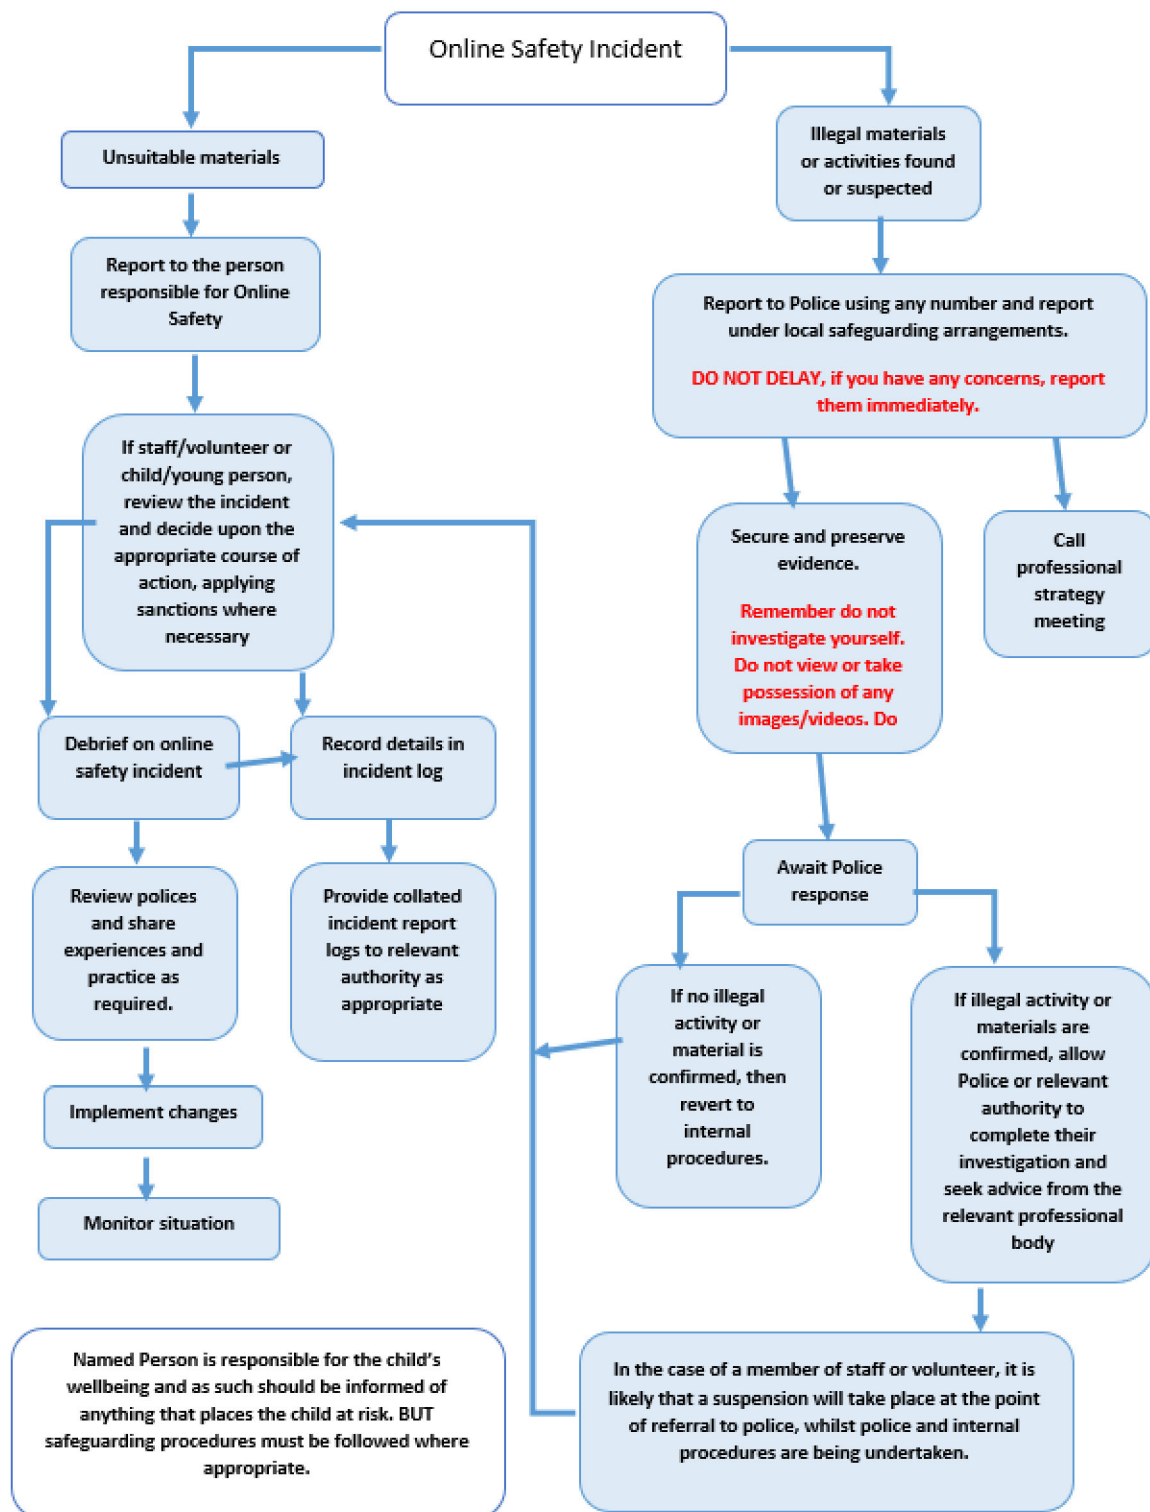 Online Safety Incident
Unsuitable materials
Report to the person
responsible for Online
Safety
If staff/volunteer or
child/young person,
review the incident
and decide upon the
appropriate course of
action, applying
sanctions where
necessary
Debrief on online
safety incident
Record details in
incident log
Review polices
and share
experiences and
practice as
required.
Provide collated
incident report
logs to relevant
authority as
appropriate
Implement changes
Monitor situation
Illegal materials
or activities found
or suspected
Report to Police using any number and report
under local safeguarding arrangements.
DO NOT DELAY, if you have any concerns, report
them immediately.
Secure and preserve
evidence.
Remember do not
investigate yourself.
Do not view or take
possession of any
images/videos. Do
Call
professional
strategy
meeting
Await Police
response
If no illegal
activity or
material is
confirmed, then
revert to
internal
procedures.
If illegal activity or
materials are
confirmed, allow
Police or relevant
authority to
complete their
investigation and
seek advice from the
relevant professional
body
In the case of a member of staff or volunteer, it is
likely that a suspension will take place at the point
of referral to police, whilst police and internal
procedures are being undertaken.
Named Person is responsible for the child's
wellbeing and as such should be informed of
anything that places the child at risk. BUT
safeguarding procedures must be followed where
appropriate.